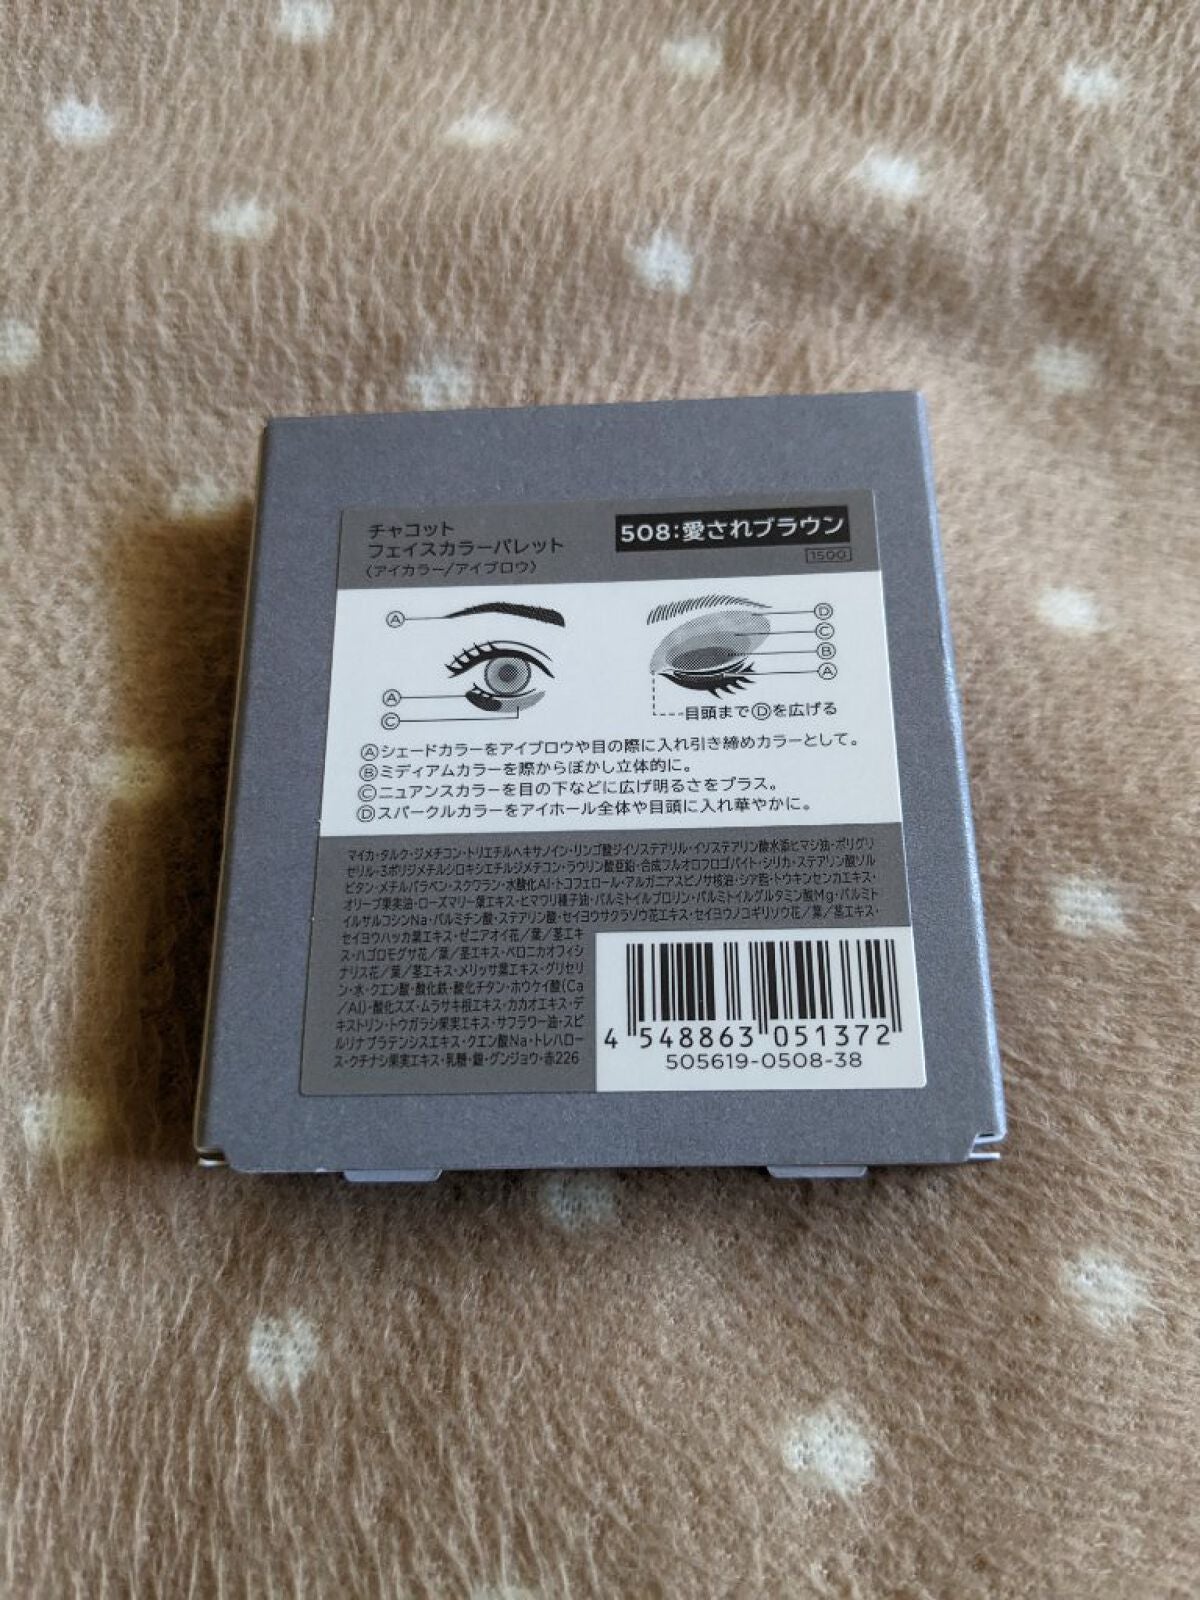 チャコット
フェイスカラーパレット
〈アイカラー/アイブロウ〉
508:愛されブラウン
1500
Ⓐ
Ⓐ
Ⓒ
Ⓓ
Ⓒ
Ⓑ
Ⓐ
目頭までⒹを広げる
Ⓐシェードカラーをアイブロウや目の際に入れ引き締めカラーとして。
Ⓑミディアムカラーを際からぼかし立体的に。
Ⓒニュアンスカラーを目の下などに広げ明るさをプラス。
Ⓓスパークルカラーをアイホール全体や目頭に入れ華やかに。
マイカ・タルク・ジメチコン・トリエチルヘキサノイン・リンゴ酸ジイソステアリル・イソステアリン酸水添ヒマシ油・ポリグリ
セリル-3ポリジメチルシロキシエチルジメチコン・ラウリン酸亜鉛・合成フルオロフロゴパイト・シリカ・ステアリン酸ソル
ビタン・メチルパラベン・スクワラン・水酸化Al・トコフェロール・アルガニアスピノサ核油・シア脂・トウキンセンカエキス・
オリーブ果実油・ローズマリー葉エキス・ヒマワリ種子油・パルミトイルプロリン・パルミトイルグルタミン酸Mg・パルミト
イルサルコシンNa・パルミチン酸・ステアリン酸・セイヨウサクラソウ花エキス・セイヨウノコギリソウ花/葉/茎エキス・
セイヨウハッカ葉エキス・ゼニアオイ花/葉/茎エキ
ス・ハゴロモグサ花/葉/茎エキス・ベロニカオフィシ
ナリス花/葉/茎エキス・メリッサ葉エキス・グリセリ
ン・水・クエン酸・酸化鉄・酸化チタン・ホウケイ酸(Ca
/Al)・酸化スズ・ムラサキ根エキス・カカオエキス・デ
キストリン・トウガラシ果実エキス・サフラワー油・スピ
ルリナプラテンシスエキス・クエン酸Na・トレハロー
ス・クチナシ果実エキス・乳糖・銀・グンジョウ・赤226
4 548863 051372
505619-0508-38